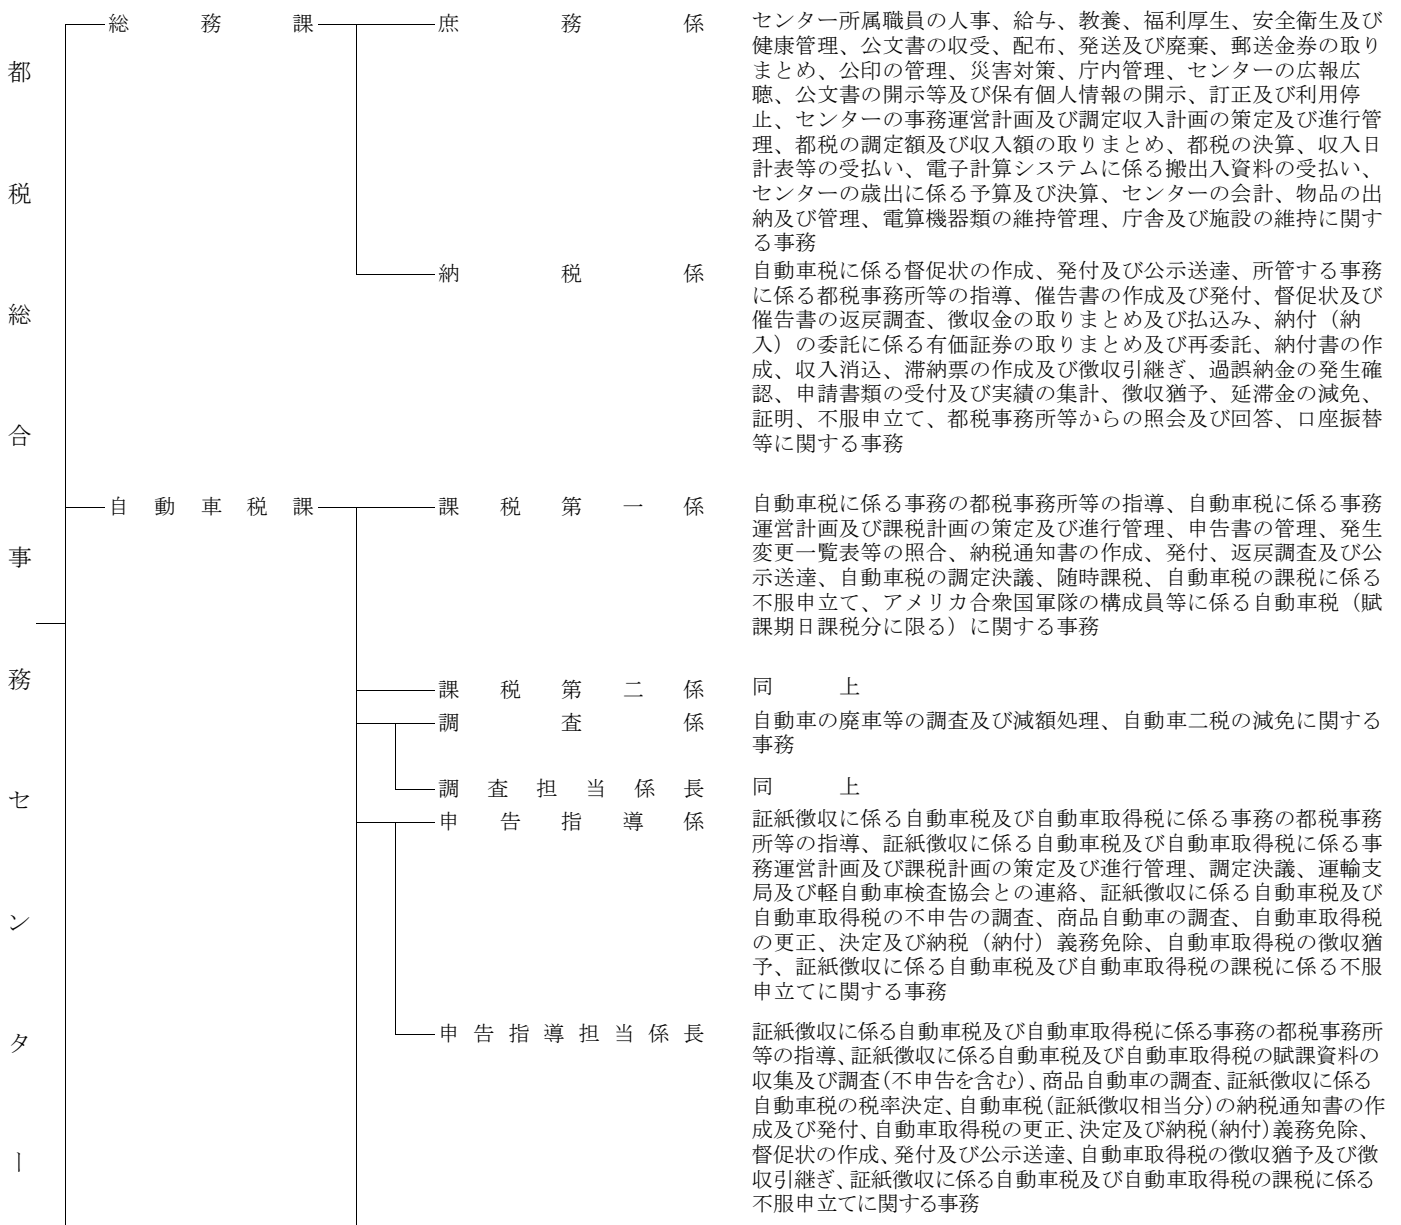 都税総合事務センター
総務課
庶務係
センター所属職員の人事、給与、教養、福利厚生、安全衛生及び
健康管理、公文書の収受、配布、発送及び廃棄、郵送金券の取り
まとめ、公印の管理、災害対策、庁内管理、センターの広報広
聴、公文書の開示等及び保有個人情報の開示、訂正及び利用停
止、センターの事務運営計画及び調定収入計画の策定及び進行管
理、都税の調定額及び収入額の取りまとめ、都税の決算、収入日
計表等の受払い、電子計算システムに係る搬出入資料の受払い、
センターの歳出に係る予算及び決算、センターの会計、物品の出
納及び管理、電算機器類の維持管理、庁舎及び施設の維持に関す
る事務
納税係
自動車税に係る督促状の作成、発付及び公示送達、所管する事務
に係る都税事務所等の指導、催告書の作成及び発付、督促状及び
催告書の返戻調査、徴収金の取りまとめ及び払込み、納付（納
入）の委託に係る有価証券の取りまとめ及び再委託、納付書の作
成、収入消込、滞納票の作成及び徴収引継ぎ、過誤納金の発生確
認、申請書類の受付及び実績の集計、徴収猶予、延滞金の減免、
証明、不服申立て、都税事務所等からの照会及び回答、口座振替
等に関する事務
自動車税課
課税第一係
自動車税に係る事務の都税事務所等の指導、自動車税に係る事務
運営計画及び課税計画の策定及び進行管理、申告書の管理、発生
変更一覧表等の照合、納税通知書の作成、発付、返戻調査及び公
示送達、自動車税の調定決議、随時課税、自動車税の課税に係る
不服申立て、アメリカ合衆国軍隊の構成員等に係る自動車税（賦
課期日課税分に限る）に関する事務
課税第二係
同上
調査係
自動車の廃車等の調査及び減額処理、自動車二税の減免に関する
事務
調査担当係長
同上
申告指導係
証紙徴収に係る自動車税及び自動車取得税に係る事務の都税事務
所等の指導、証紙徴収に係る自動車税及び自動車取得税に係る事
務運営計画及び課税計画の策定及び進行管理、調定決議、運輸支
局及び軽自動車検査協会との連絡、証紙徴収に係る自動車税及び
自動車取得税の不申告の調査、商品自動車の調査、自動車取得税
の更正、決定及び納税（納付）義務免除、自動車取得税の徴収猶
予、証紙徴収に係る自動車税及び自動車取得税の課税に係る不服
申立てに関する事務
申告指導担当係長
証紙徴収に係る自動車税及び自動車取得税に係る事務の都税事務所
等の指導、証紙徴収に係る自動車税及び自動車取得税の賦課資料の
収集及び調査(不申告を含む)、商品自動車の調査、証紙徴収に係る
自動車税の税率決定、自動車税(証紙徴収相当分)の納税通知書の作
成及び発付、自動車取得税の更正、決定及び納税(納付)義務免除、
督促状の作成、発付及び公示送達、自動車取得税の徴収猶予及び徴
収引継ぎ、証紙徴収に係る自動車税及び自動車取得税の課税に係る
不服申立てに関する事務